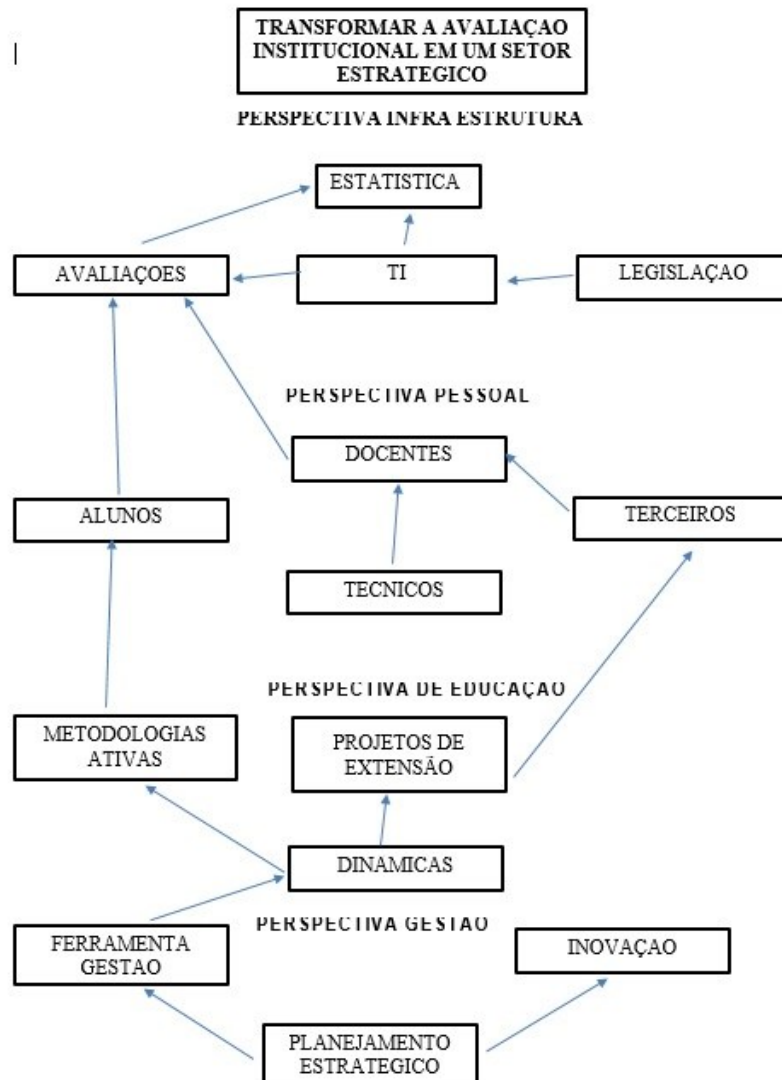 TRANSFORMAR A AVALIAÇAO
INSTITUCIONAL EM UM SETOR
ESTRATEGICO
PERSPECTIVA INFRA ESTRUTURA
ESTATISTICA
AVALIAÇOES
TI
LEGISLAÇAO
PERSPECTIVA PESSOAL
DOCENTES
ALUNOS
TERCEIROS
TECNICOS
PERSPECTIVA DE EDUCAÇAO
METODOLOGIAS
ATIVAS
PROJETOS DE
EXTENSÃO
DINAMICAS
PERSPECTIVA GESTAO
FERRAMENTA
GESTAO
INOVAÇAO
PLANEJAMENTO
ESTRATEGICO